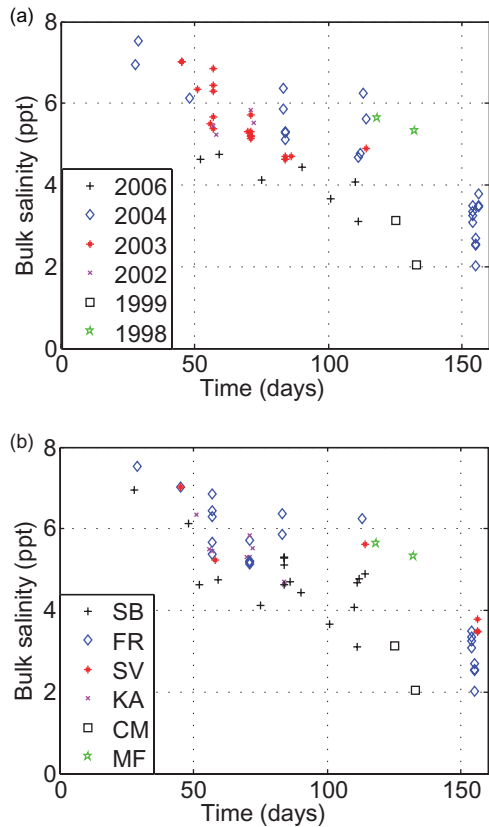 (a)
8
6
4
2
0
Bulk salinity (ppt)
2006
2004
2003
2002
1999
1998
0
50
100
150
Time (days)
(b)
8
6
4
2
0
Bulk salinity (ppt)
SB
FR
SV
KA
CM
MF
0
50
100
150
Time (days)